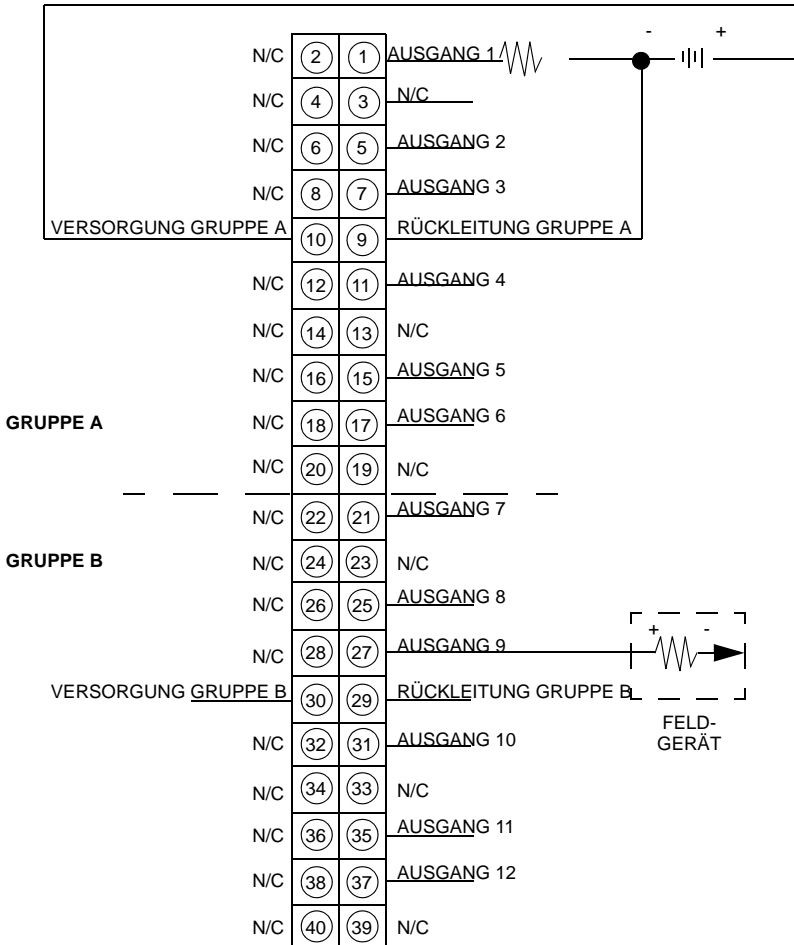 - +
N/C 2 1 AUSGANG 1
N/C 4 3 N/C
N/C 6 5 AUSGANG 2
N/C 8 7 AUSGANG 3
VERSORGUNG GRUPPE A 10 9 RÜCKLEITUNG GRUPPE A
N/C 12 11 AUSGANG 4
N/C 14 13 N/C
N/C 16 15 AUSGANG 5
GRUPPE A N/C 18 17 AUSGANG 6
N/C 20 19 N/C
N/C 22 21 AUSGANG 7
GRUPPE B N/C 24 23 N/C
N/C 26 25 AUSGANG 8
N/C 28 27 AUSGANG 9 + -
VERSORGUNG GRUPPE B 30 29 RÜCKLEITUNG GRUPPE B
FELD-
GERÄT
N/C 32 31 AUSGANG 10
N/C 34 33 N/C
N/C 36 35 AUSGANG 11
N/C 38 37 AUSGANG 12
N/C 40 39 N/C